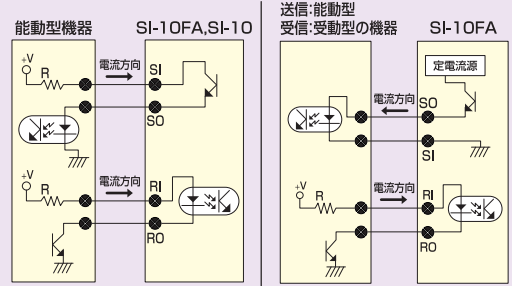 能動型機器
SI-10FA,SI-10
+V
R
電流方向
SI
SO
+V
R
電流方向
RI
RO
送信:能動型
受信:受動型の機器
SI-10FA
定電流源
電流方向
SO
SI
+V
R
電流方向
RI
RO